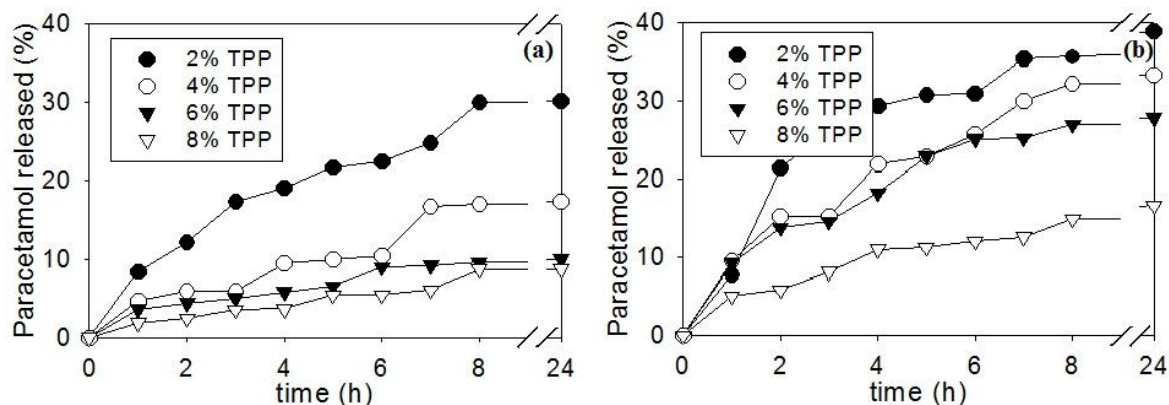 40
30
20
10
0
Paracetamol released (%)
2% TPP
4% TPP
6% TPP
8% TPP
(a)
0 2 4 6 8 24
time (h)
40
30
20
10
0
Paracetamol released (%)
2% TPP
4% TPP
6% TPP
8% TPP
(b)
0 2 4 6 8 24
time (h)